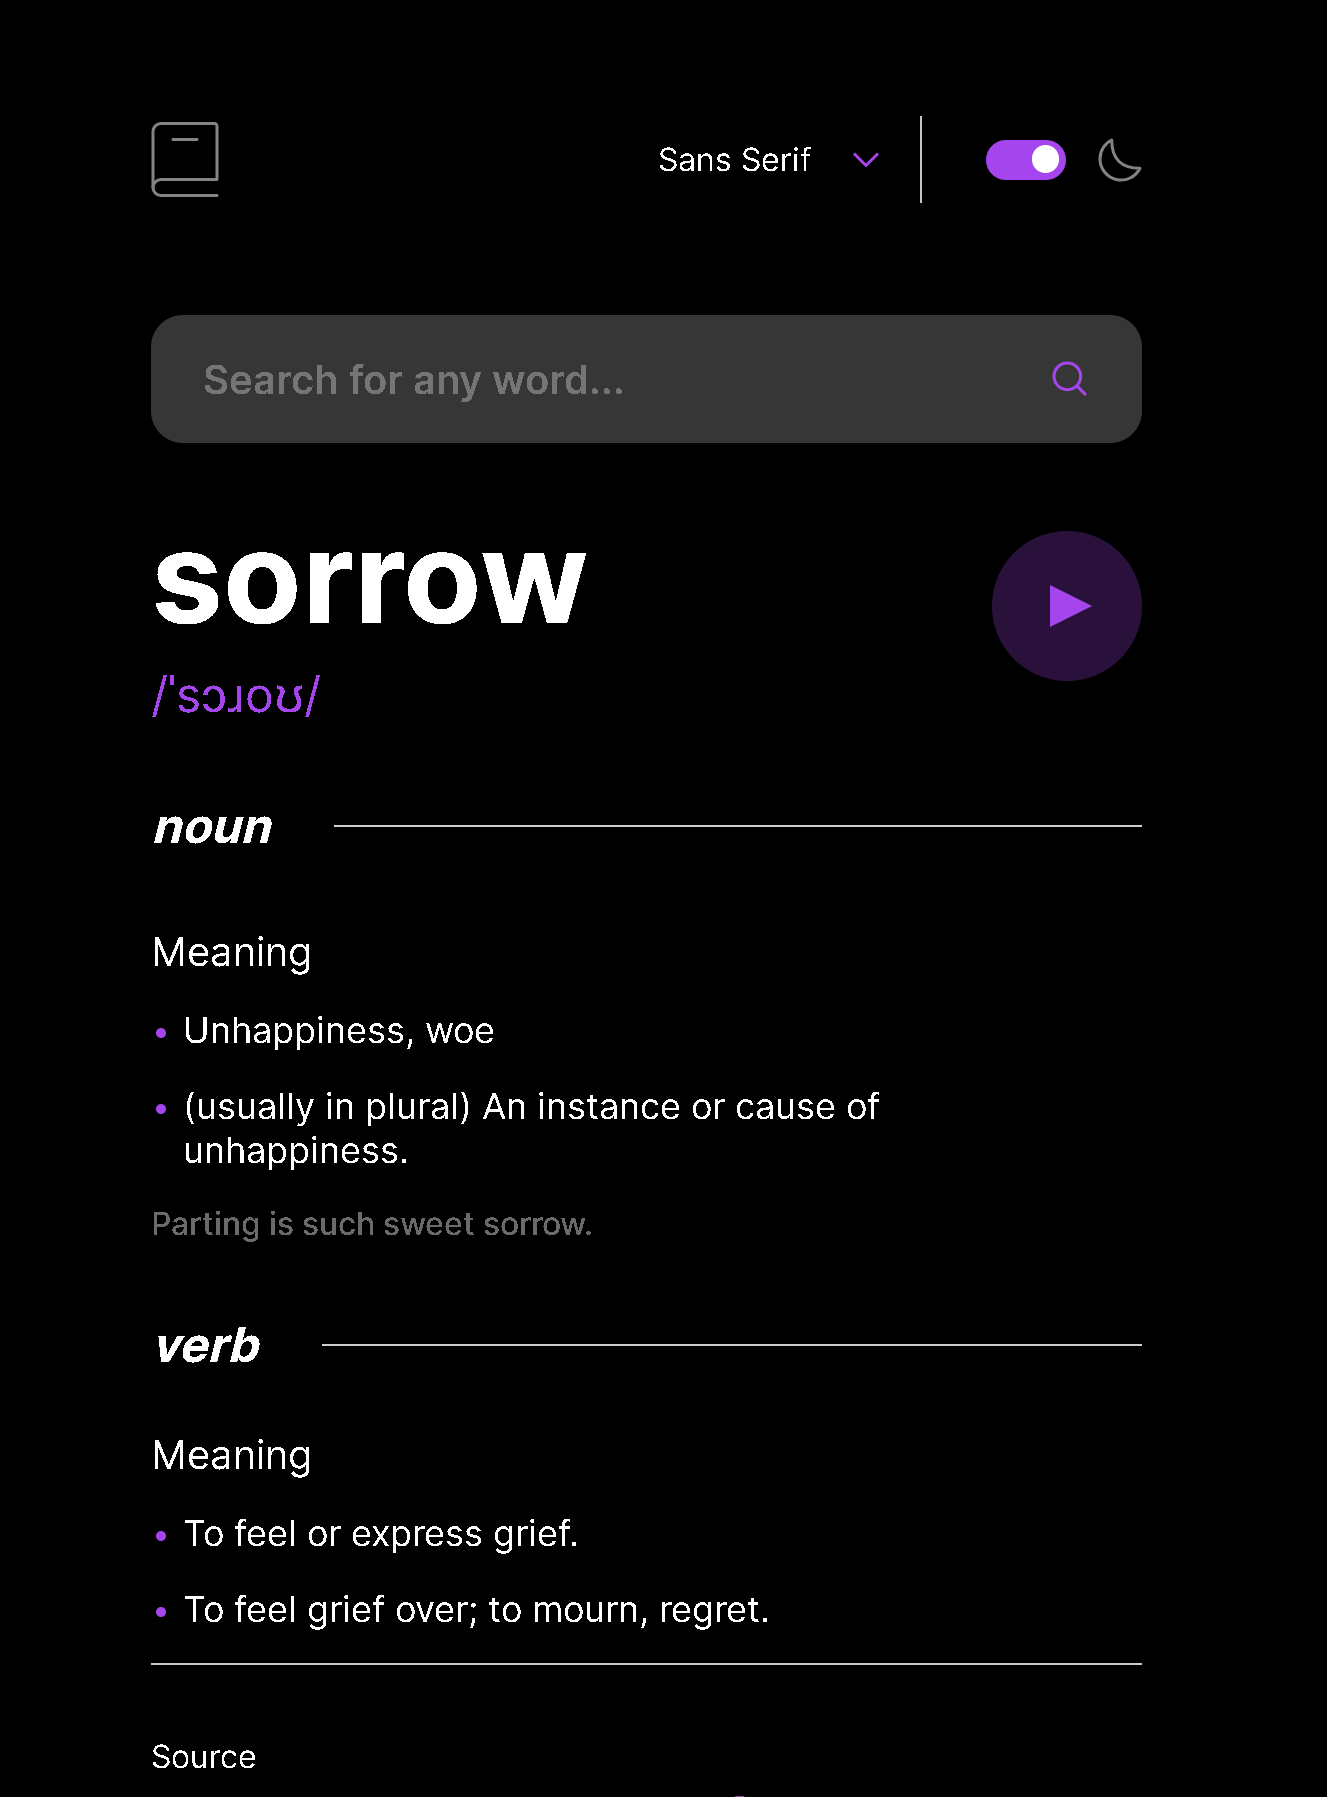 Sans Serif
Search for any word...
sorrow
/ˈsɔɹoʊ/
noun
Meaning
• Unhappiness, woe
• (usually in plural) An instance or cause of
unhappiness.
Parting is such sweet sorrow.
verb
Meaning
• To feel or express grief.
• To feel grief over; to mourn, regret.
Source